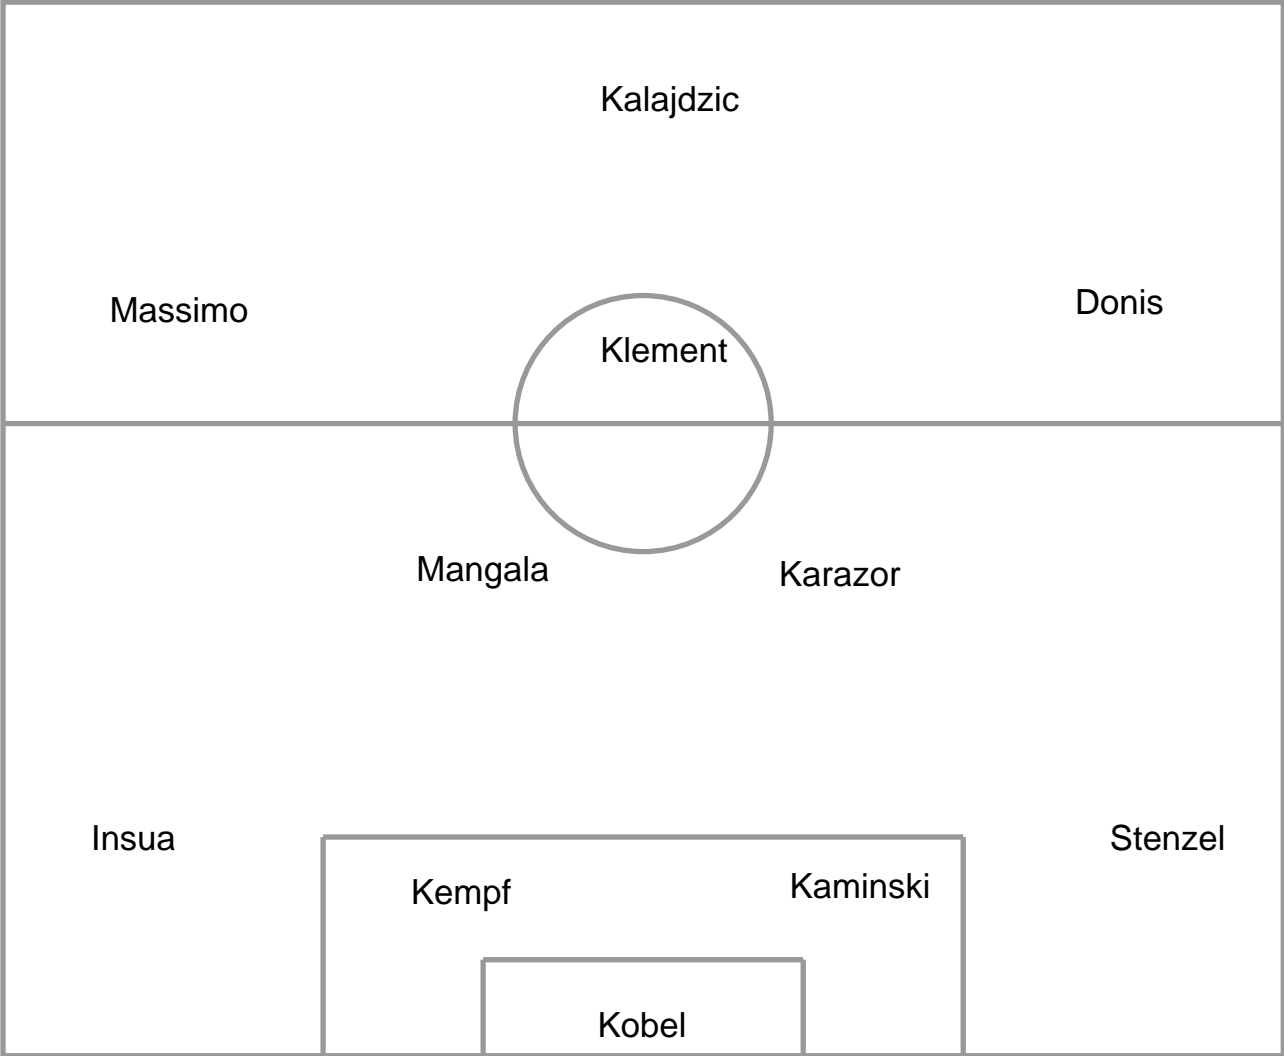 Kalajdzic
Massimo
Donis
Klement
Mangala
Karazor
Insua
Stenzel
Kempf
Kaminski
Kobel